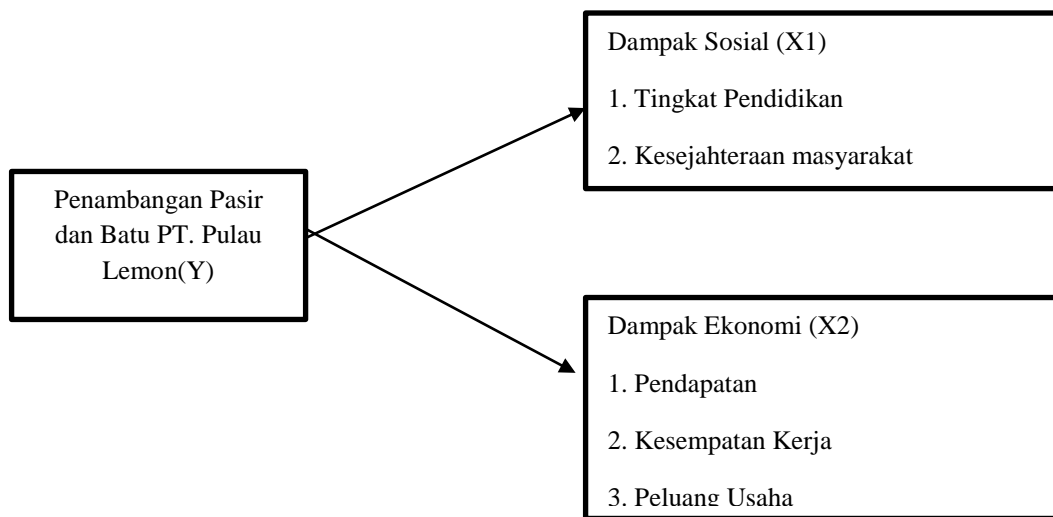 Dampak Sosial (X1)
1. Tingkat Pendidikan
2. Kesejahteraan masyarakat
Penambangan Pasir
dan Batu PT. Pulau
Lemon(Y)
Dampak Ekonomi (X2)
1. Pendapatan
2. Kesempatan Kerja
3. Peluang Usaha